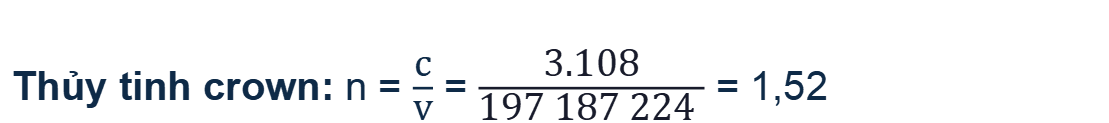 Thủy tinh crown: n = c/v = 3.108/197 187 224 = 1,52